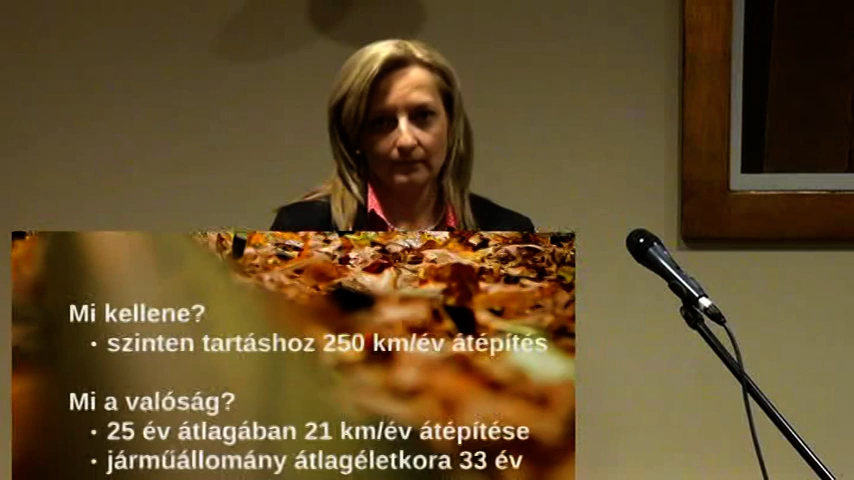 Mi kellene?
• szinten tartáshoz 250 km/év átépítés
Mi a valóság?
• 25 év átlagában 21 km/év átépítése
• járműállomány átlagéletkora 33 év